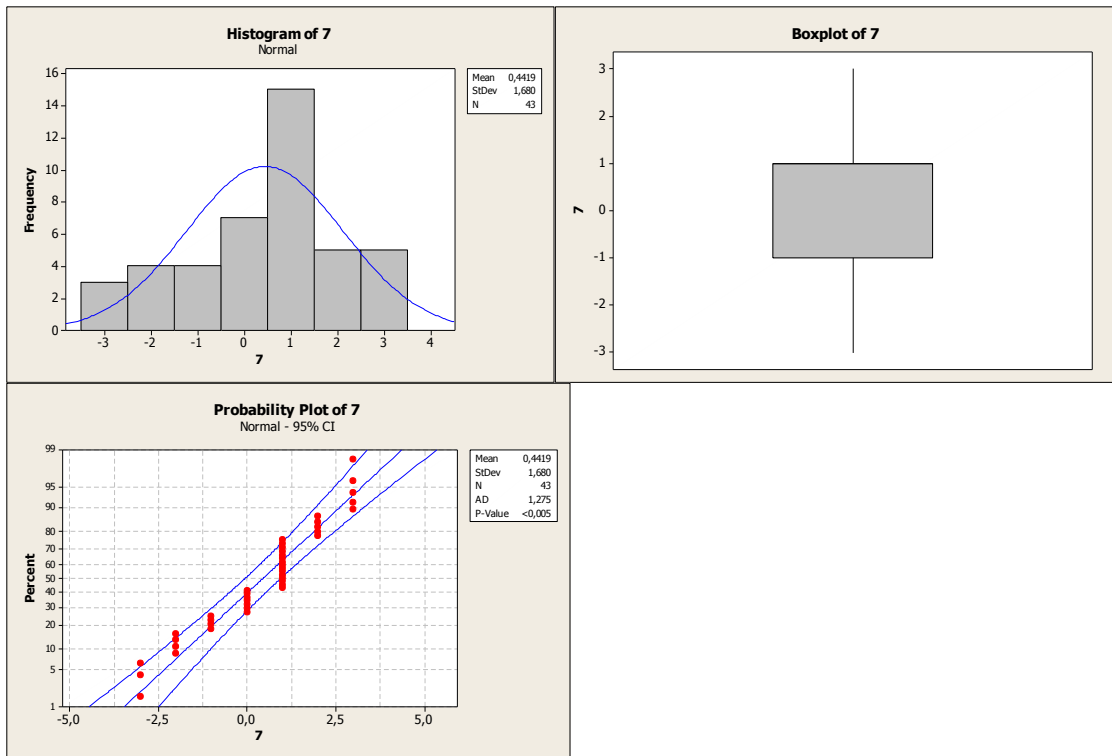 Histogram of 7
Normal
16
14
12
10
8
6
4
2
0
Frequency
-3 -2 -1 0 1 2 3 4
7
Mean 0,4419
StDev 1,680
N 43
Boxplot of 7
3
2
1
0
-1
-2
-3
7
Probability Plot of 7
Normal - 95% CI
99
95
90
80
70
60
50
40
30
20
10
5
1
Percent
-5,0 -2,5 0,0 2,5 5,0
7
Mean 0,4419
StDev 1,680
N 43
AD 1,275
P-Value <0,005